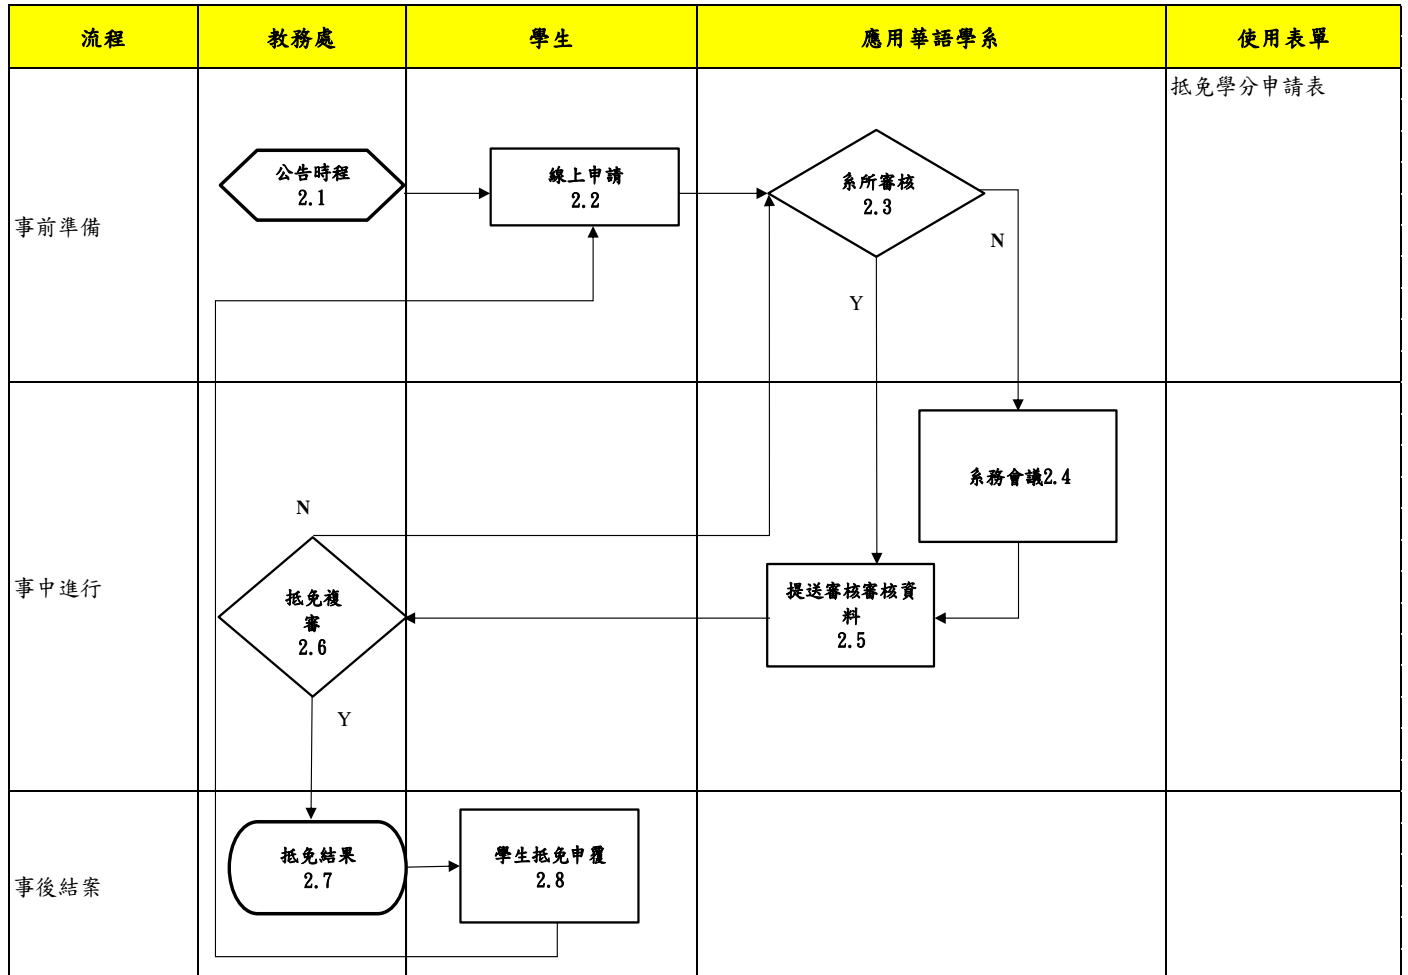 流程 教務處 學生 應用華語學系 使用表單
抵免學分申請表
事前準備
公告時程
2.1
線上申請
2.2
系所審核
2.3
N
Y
系務會議2.4
N
事中進行
抵免複
審
2.6
提送審核審核資
料
2.5
Y
事後結案
抵免結果
2.7
學生抵免申覆
2.8